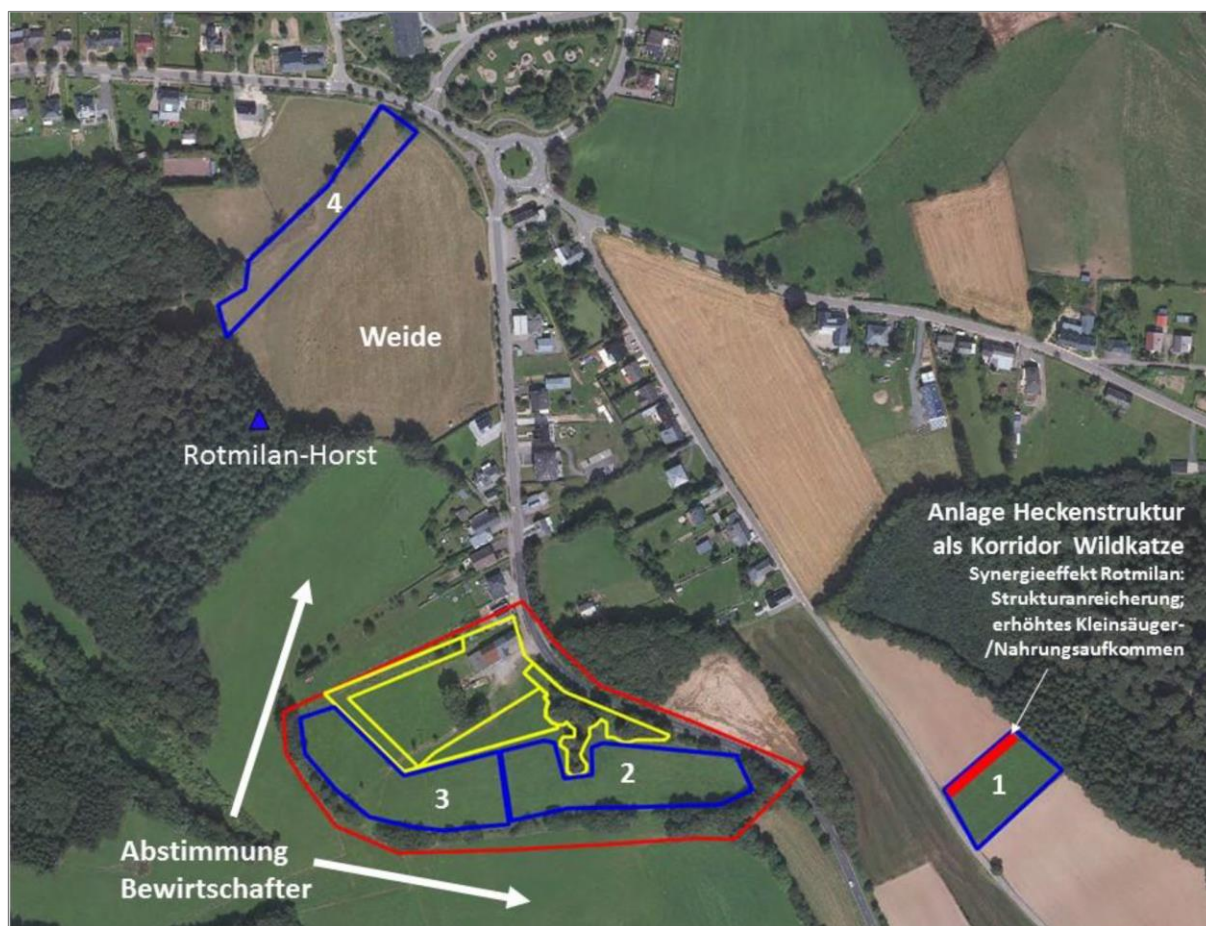 4
Weide
Rotmilan-Horst
Anlage Heckenstruktur
als Korridor Wildkatze
Synergieeffekt Rotmilan:
Strukturanreicherung;
erhöhtes Kleinsäuger-
/Nahrungsaufkommen
1
2
3
Abstimmung
Bewirtschafter